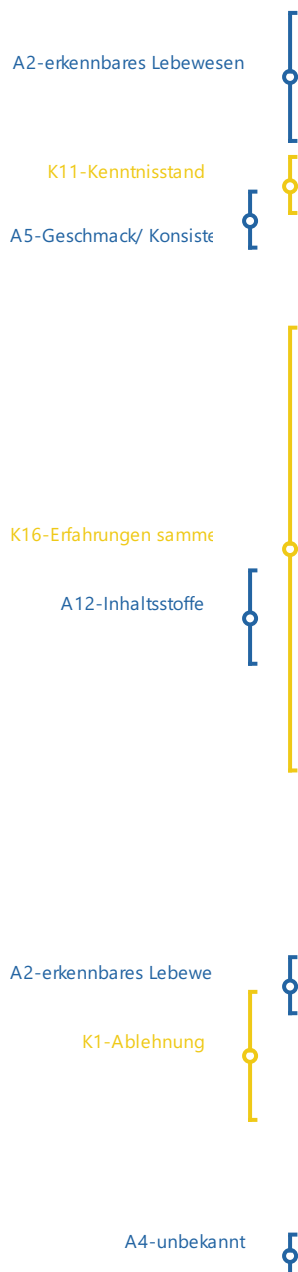 A2-erkennbares Lebewesen
K11-Kenntnisstand
A5-Geschmack/ Konsiste
K16-Erfahrungen samme
A12-Inhaltsstoffe
A2-erkennbares Lebewe
K1-Ablehnung
A4-unbekannt